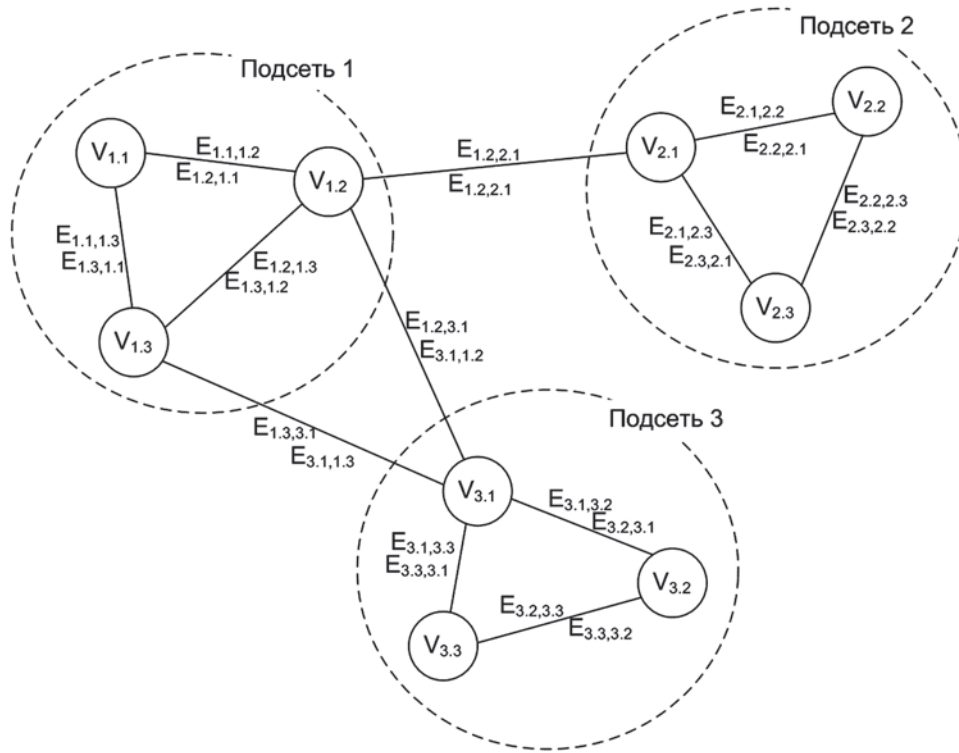 Подсеть 2
Подсеть 1
V2.2
E2.1,2.2
V2.1
E2.2,2.1
V1.1
E1.1,1.2
E1.2,1.1
V1.2
E1.2,2.1
E1.2,2.1
E2.2,2.3
E2.3,2.2
E2.1,2.3
E2.3,2.1
E1.1,1.3
E1.3,1.1
E1.2,1.3
E1.3,1.2
V2.3
V1.3
E1.2,3.1
E3.1,1.2
Подсеть 3
E1.3,3.1
E3.1,1.3
V3.1
E3.1,3.2
E3.2,3.1
E3.1,3.3
E3.3,3.1
V3.2
E3.2,3.3
E3.3,3.2
V3.3